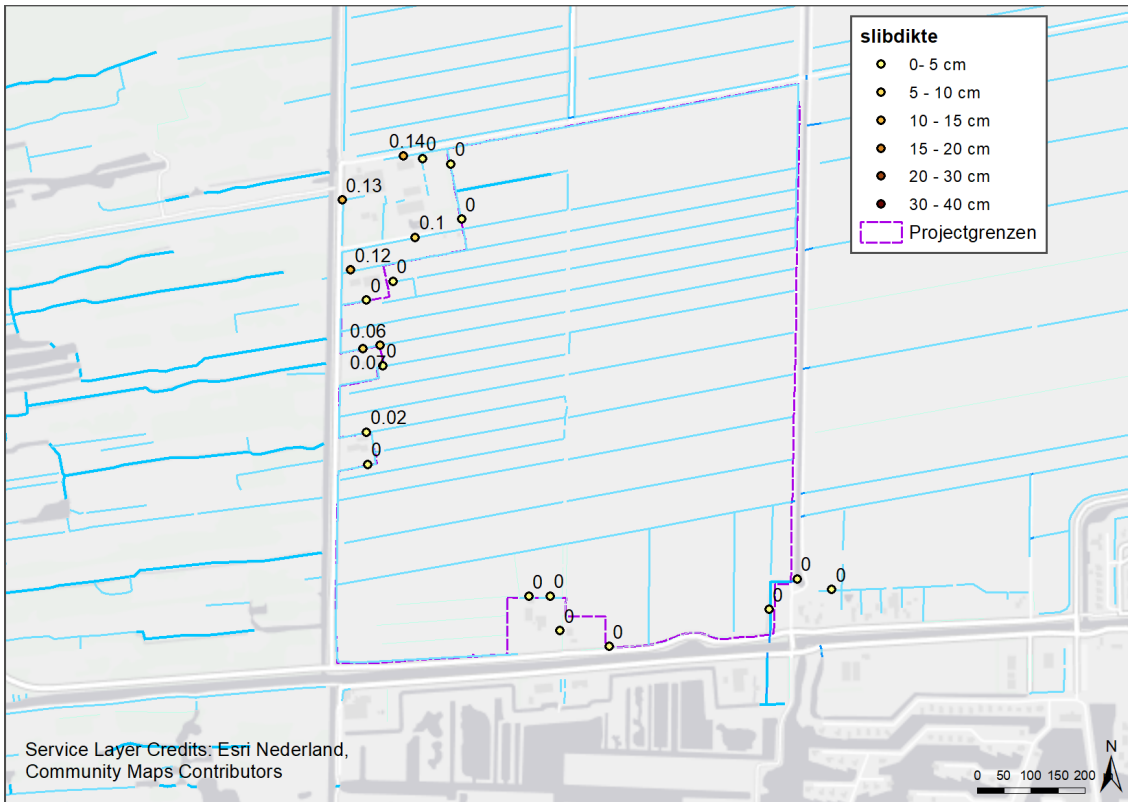 slibdikte
0- 5 cm
5 - 10 cm
10 - 15 cm
15 - 20 cm
20 - 30 cm
30 - 40 cm
Projectgrenzen
0.14
0
0
0.13
0
0.1
0.12
0
0
0.06
0
0.07
0.02
0
0
0
0
0
0
0
0
Service Layer Credits: Esri Nederland,
Community Maps Contributors
N
0 50 100 150 200